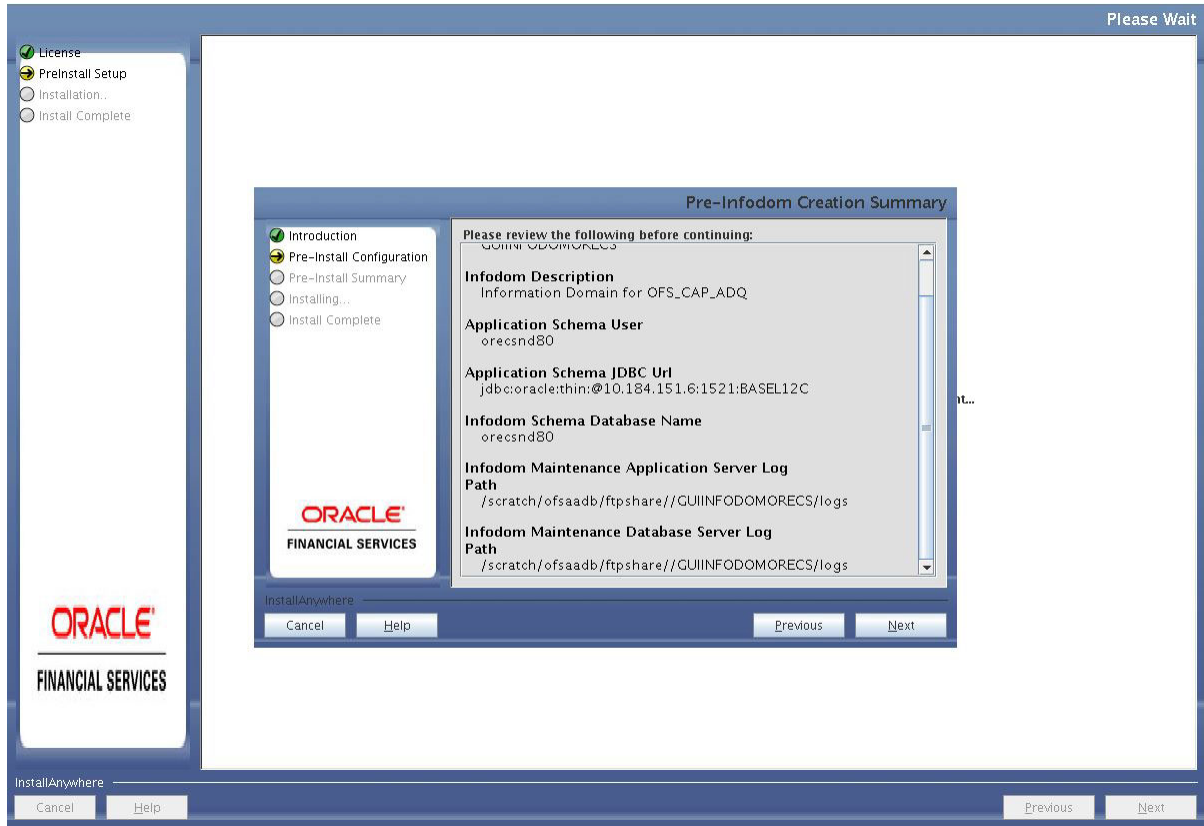 Please Wait
License
PreInstall Setup
Installation..
Install Complete
Pre-Infodom Creation Summary
Introduction
Pre-Install Configuration
Pre-Install Summary
Installing...
Install Complete
Please review the following before continuing:
GUIINFODOMORECS
Infodom Description
Information Domain for OFS_CAP_ADQ
Application Schema User
orecsnd80
Application Schema JDBC Url
jdbc:oracle:thin:@10.184.151.6:1521:BASEL12C
Infodom Schema Database Name
orecsnd80
Infodom Maintenance Application Server Log
Path
/scratch/ofsaadb/ftpshare//GUIINFODOMORECS/logs
Infodom Maintenance Database Server Log
Path
/scratch/ofsaadb/ftpshare//GUIINFODOMORECS/logs
ORACLE'
FINANCIAL SERVICES
InstallAnywhere
Cancel
Help
Previous
Next
ORACLE'
FINANCIAL SERVICES
InstallAnywhere
Cancel
Help
Previous
Next